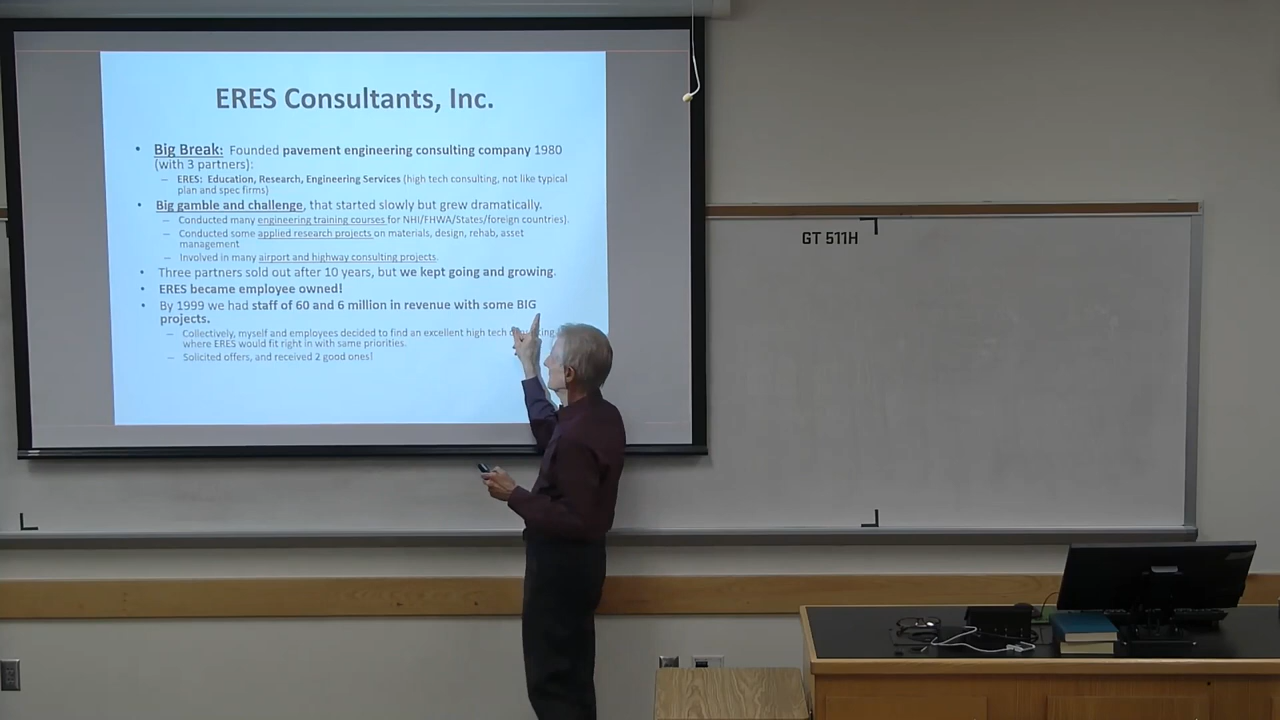 ERES Consultants, Inc.
• Big Break: Founded pavement engineering consulting company 1980
(with 3 partners):
– ERES: Education, Research, Engineering Services (high tech consulting, not like typical
plan and spec firms)
• Big gamble and challenge, that started slowly but grew dramatically.
– Conducted many engineering training courses for NHI/FHWA/States/foreign countries).
– Conducted some applied research projects on materials, design, rehab, asset
management
– Involved in many airport and highway consulting projects.
• Three partners sold out after 10 years, but we kept going and growing.
• ERES became employee owned!
• By 1999 we had staff of 60 and 6 million in revenue with some BIG
projects.
– Collectively, myself and employees decided to find an excellent high tech
where ERES would fit right in with same priorities.
– Solicited offers, and received 2 good ones!
GT 511H